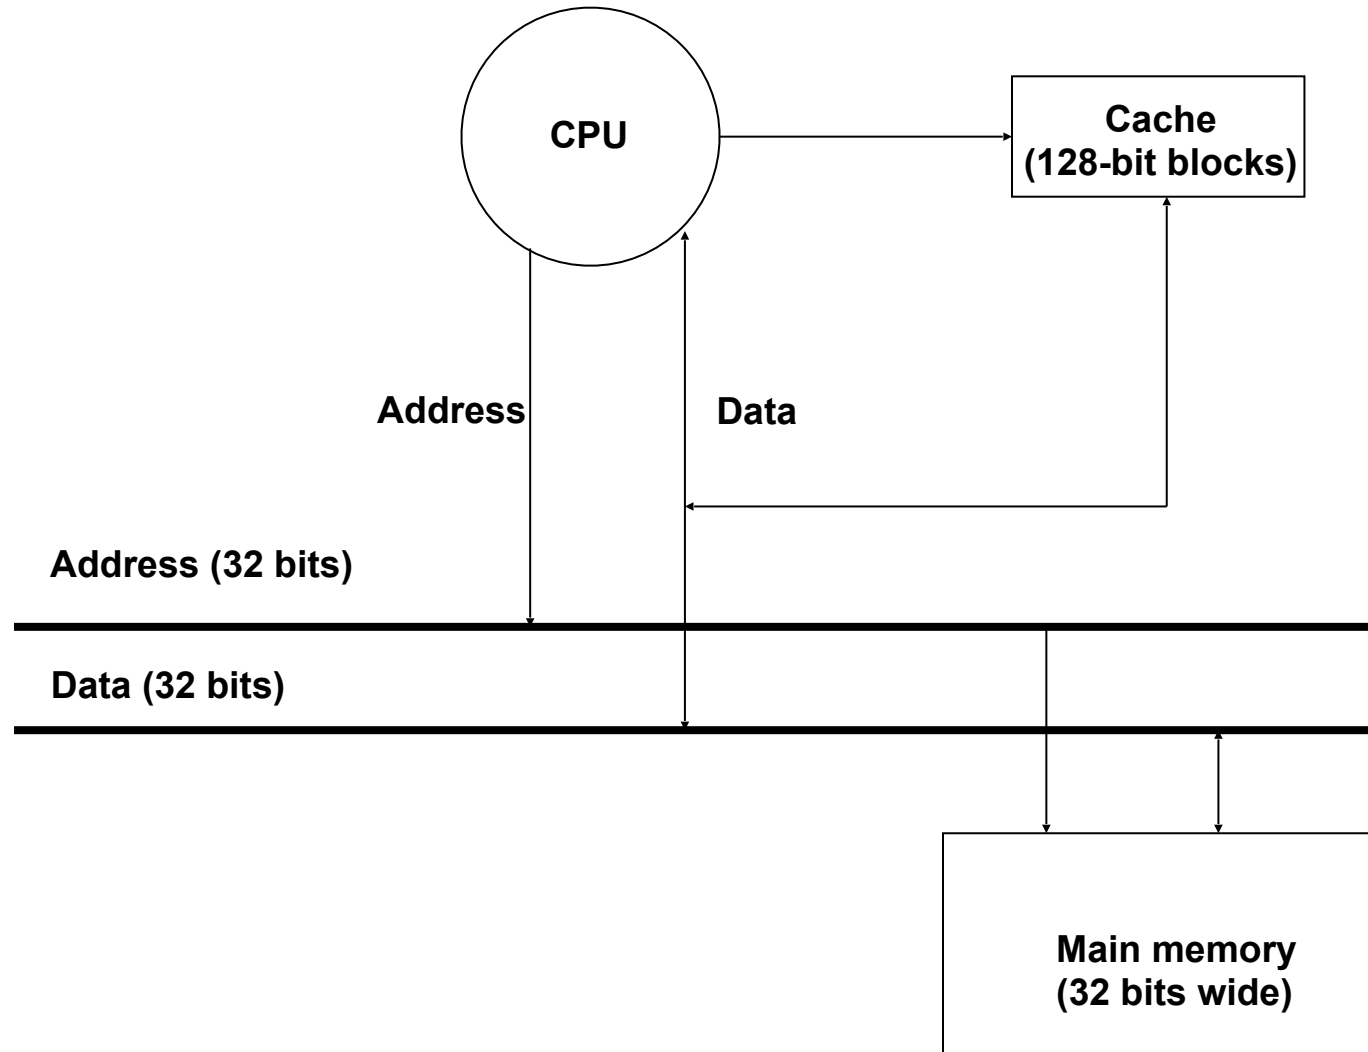 CPU
Cache
(128-bit blocks)
Address
Data
Address (32 bits)
Data (32 bits)
Main memory
(32 bits wide)